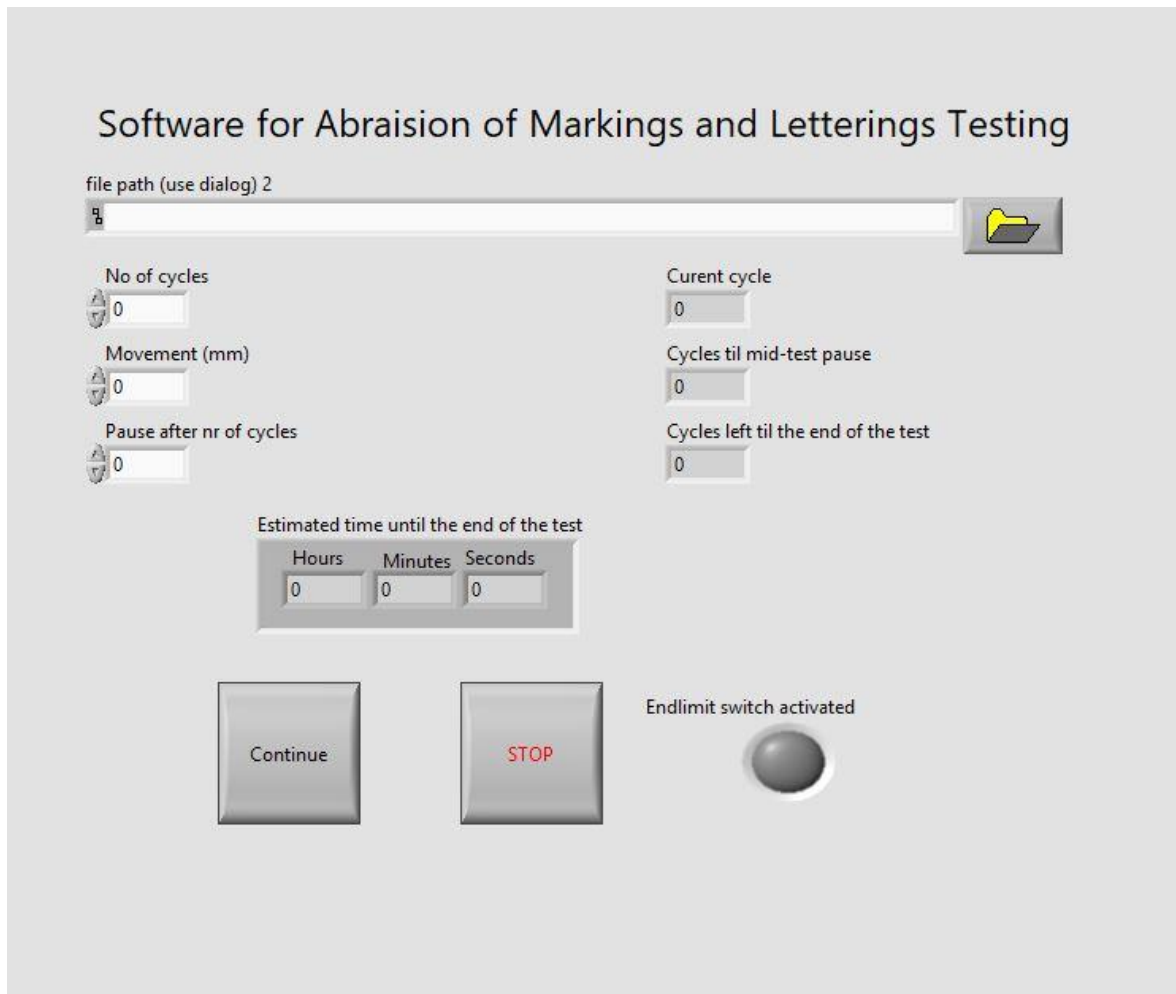 Software for Abraision of Markings and Letterings Testing
file path (use dialog) 2
No of cycles
0
Movement (mm)
0
Pause after nr of cycles
0
Curent cycle
0
Cycles til mid-test pause
0
Cycles left til the end of the test
0
Estimated time until the end of the test
Hours Minutes Seconds
0 0 0
Continue
STOP
Endlimit switch activated